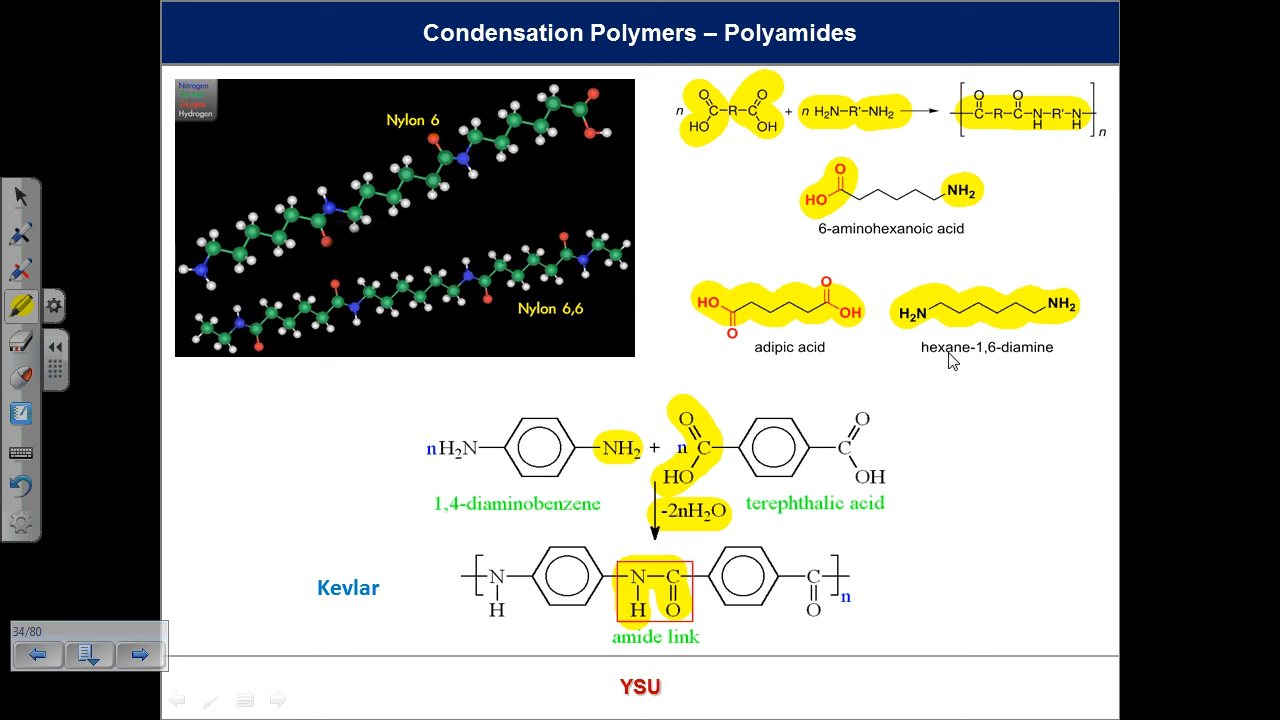 Condensation Polymers – Polyamides
Nitrogen
Oxygen
Hydrogen
Nylon 6
Nylon 6,6
n HO C O R C O OH + n H₂N–R'–NH₂ → [ C O R C O N H R' N H ] n
O HO NH₂
6-aminohexanoic acid
HO O O OH
adipic acid
H₂N NH₂
hexane-1,6-diamine
n H₂N NH₂ + n O C HO C O OH
1,4-diaminobenzene
terephthalic acid
-2nH₂O
Kevlar
[ N H N H C O C O ] n
amide link
34/80
YSU